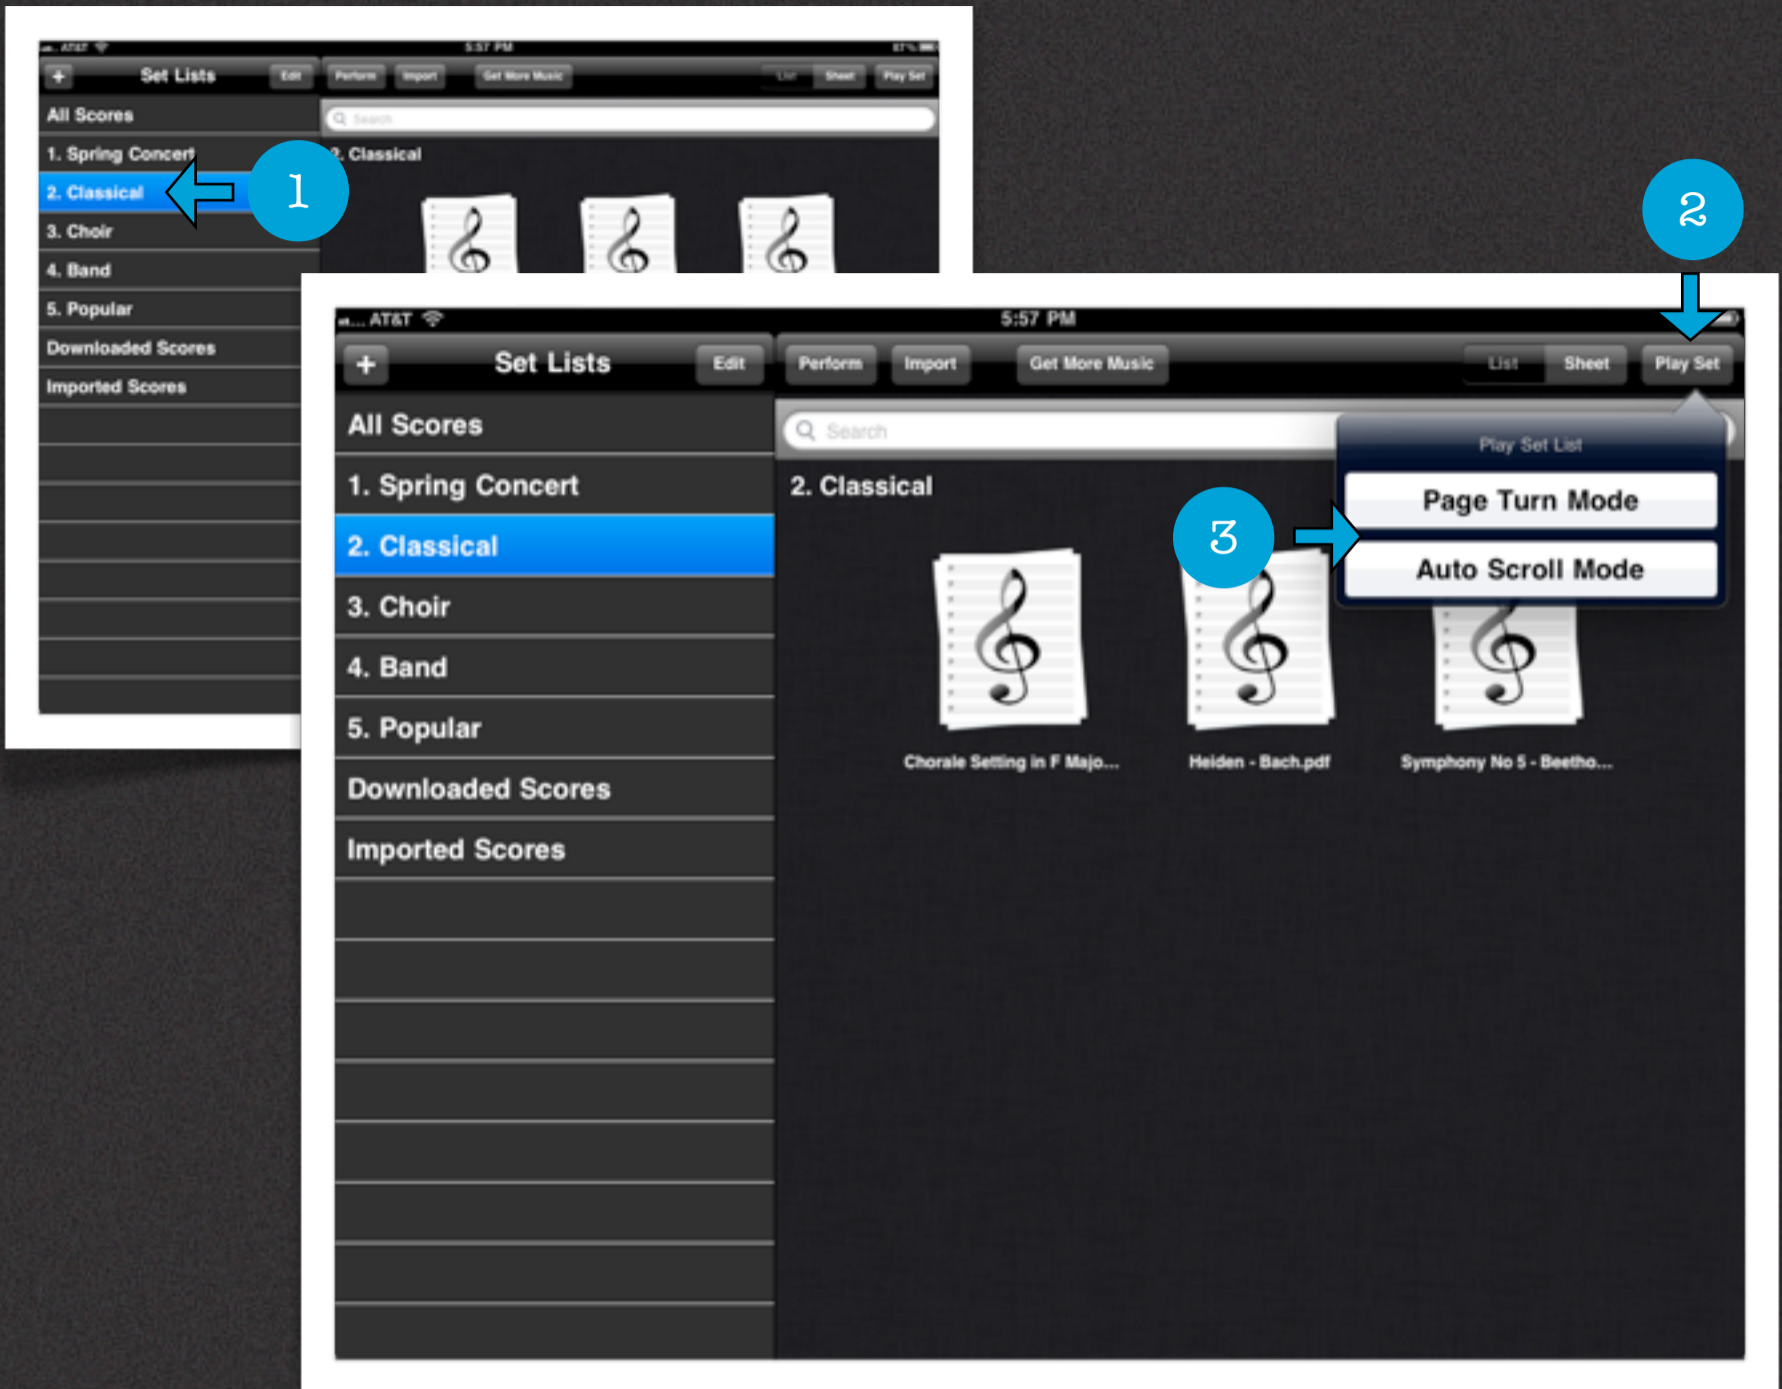 AT&T 5:57 PM 87%
+ Set Lists Edit Perform Import Get More Music List Sheet Play Set
All Scores
Search
1. Spring Concert
2. Classical
2. Classical
3. Choir
4. Band
5. Popular
Downloaded Scores
Imported Scores
1
2
... AT&T 5:57 PM
+ Set Lists Edit Perform Import Get More Music List Sheet Play Set
All Scores
Search
Play Set List
1. Spring Concert
2. Classical
Page Turn Mode
2. Classical
3
Auto Scroll Mode
3. Choir
4. Band
5. Popular
Chorale Setting in F Majo... Heiden - Bach.pdf Symphony No 5 - Beetho...
Downloaded Scores
Imported Scores